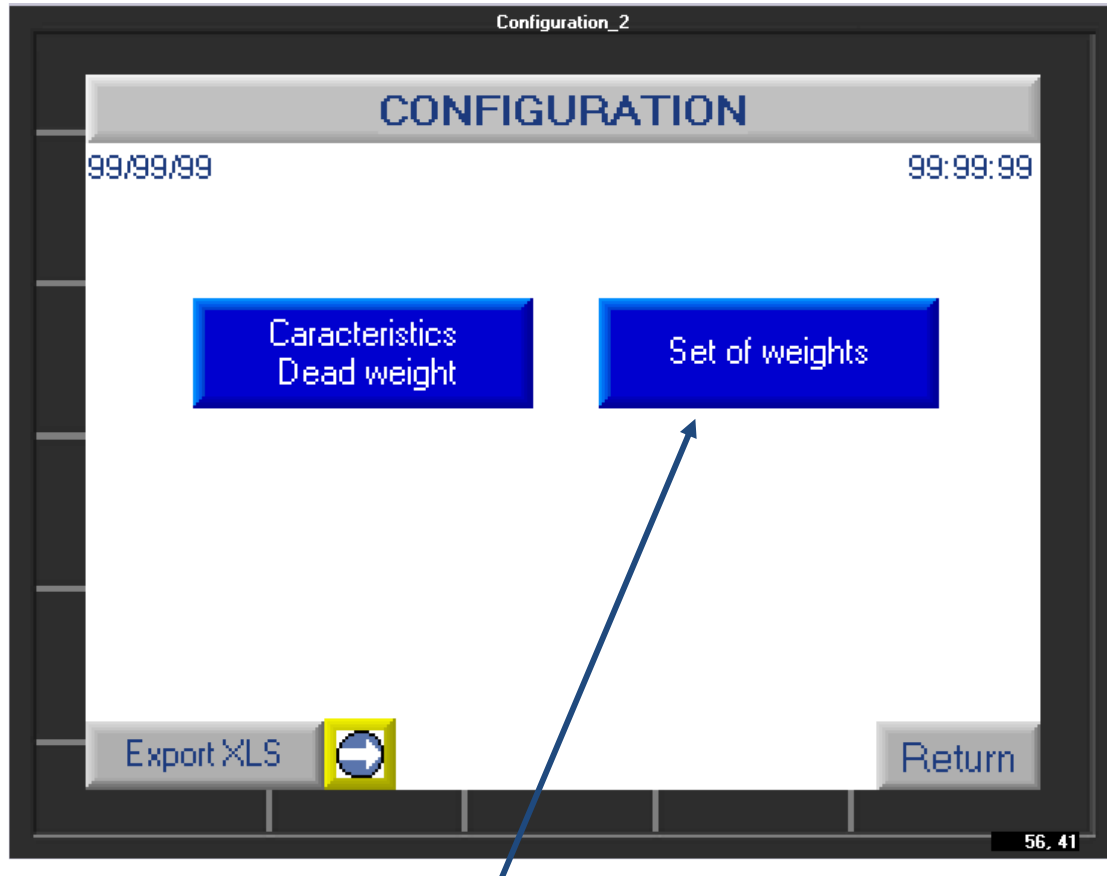 Configuration_2
CONFIGURATION
99/99/99
99:99:99
Caracteristics
Dead weight
Set of weights
Export XLS
Return
56, 41